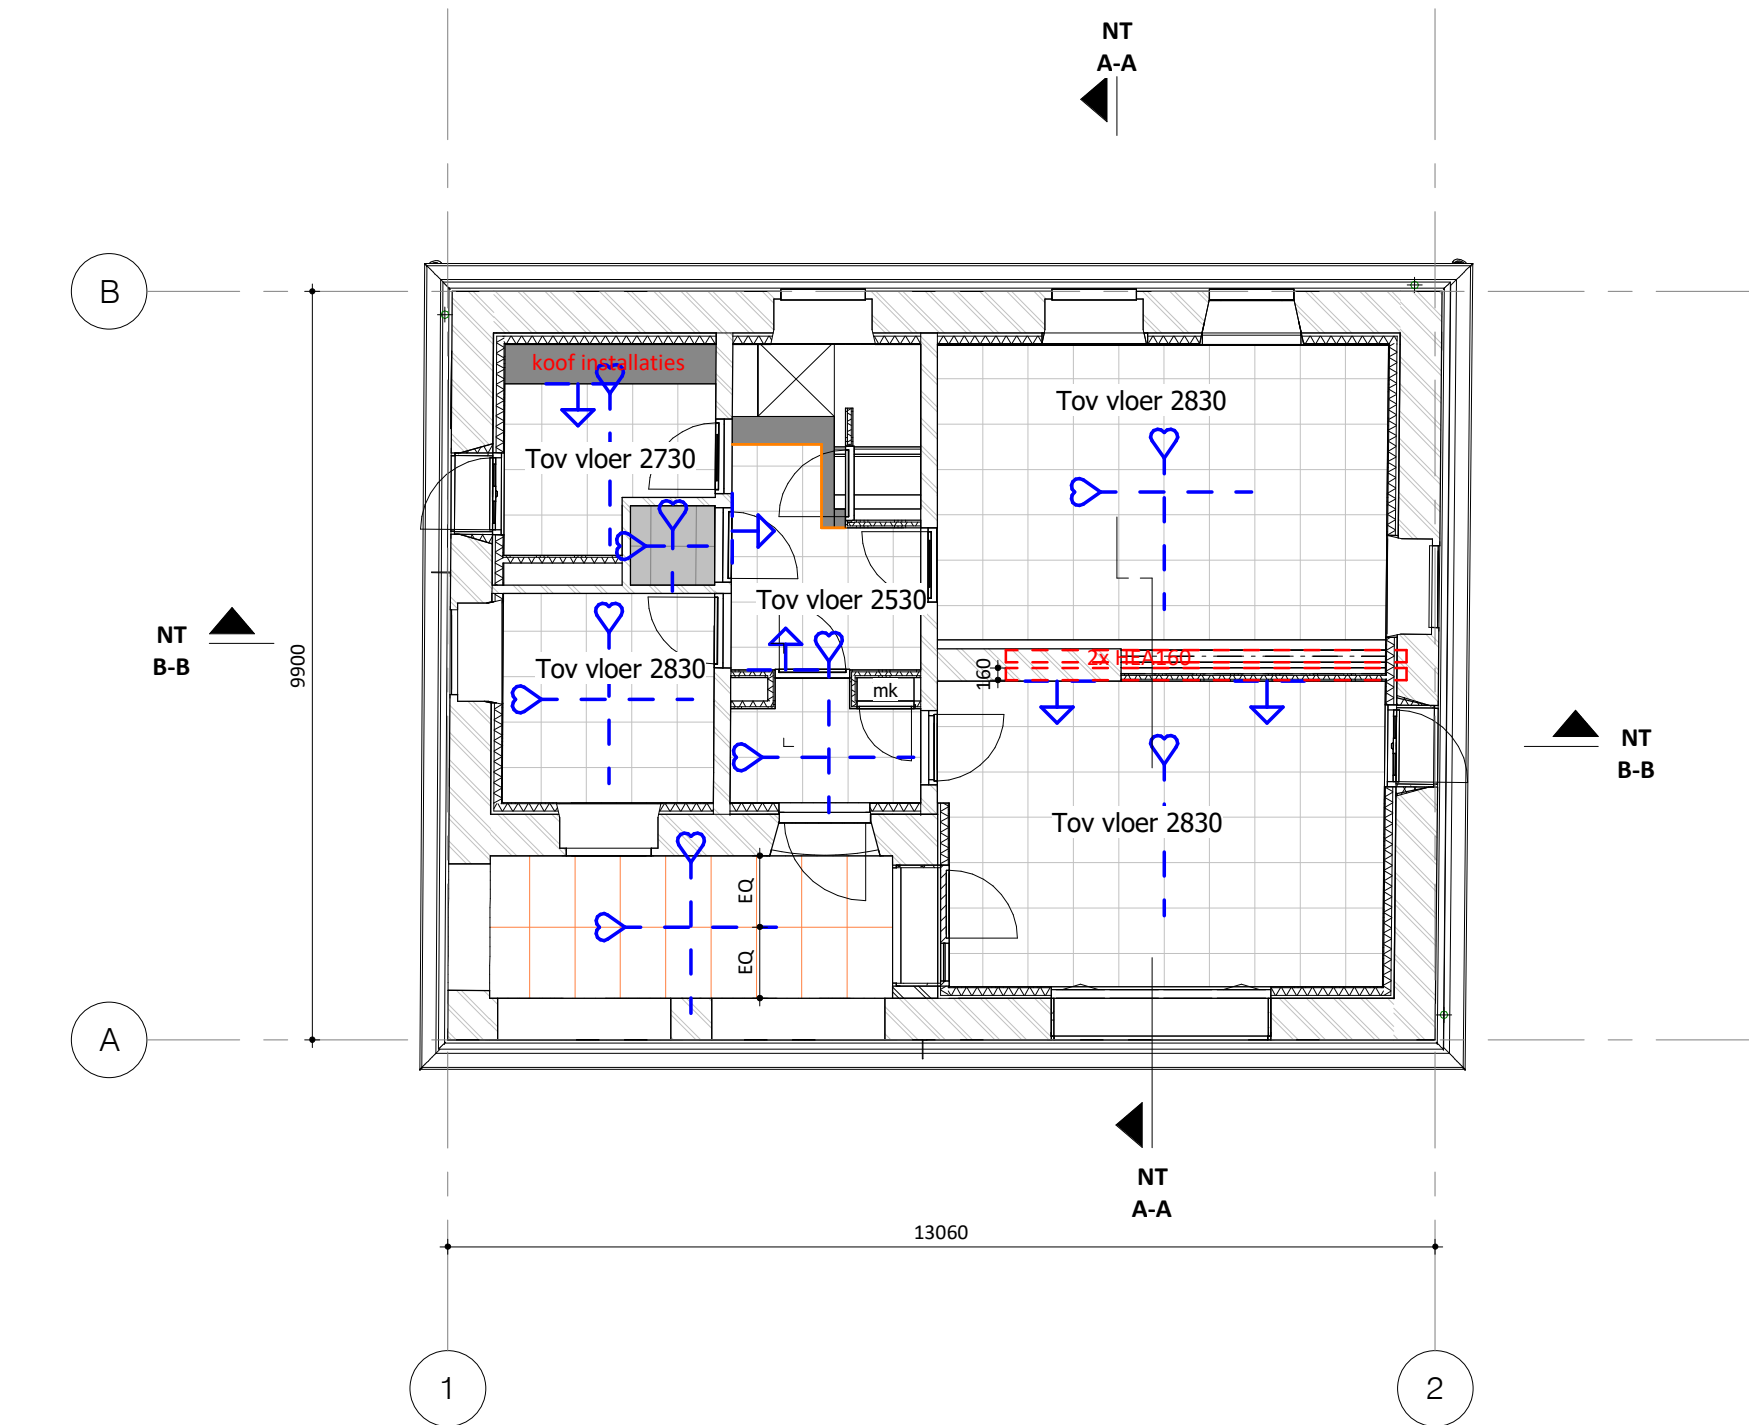 NT
A-A
B
koof installaties
Tov vloer 2830
Tov vloer 2730
Tov vloer 2530
NT
B-B
9900
Tov vloer 2830
2x HEA160
160
mk
NT
B-B
Tov vloer 2830
EQ
EQ
A
NT
A-A
13060
1
2